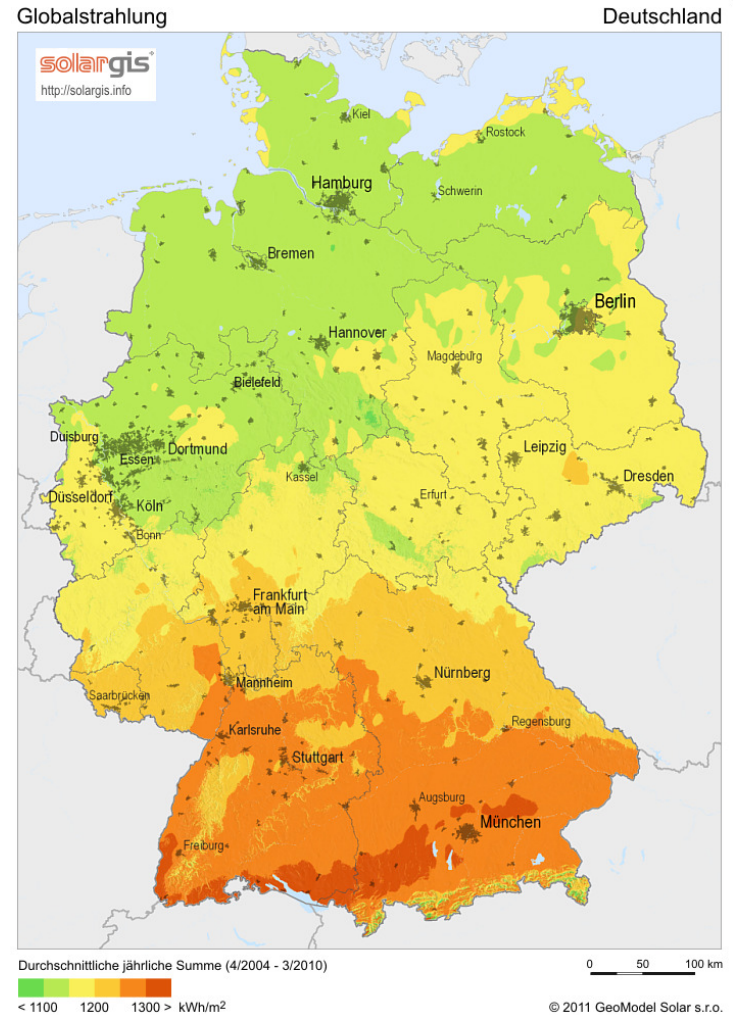 Globalstrahlung
Deutschland
solargis
http://solargis.info
Kiel
Rostock
Hamburg
Schwerin
Bremen
Berlin
Hannover
Magdeburg
Bielefeld
Duisburg
Dortmund
Essen
Leipzig
Kassel
Dresden
Düsseldorf
Erfurt
Köln
Bonn
Frankfurt
am Main
Nürnberg
Mannheim
Saarbrücken
Regensburg
Karlsruhe
Stuttgart
Augsburg
München
Freiburg
Durchschnittliche jährliche Summe (4/2004 - 3/2010)
0 50 100 km
< 1100 1200 1300 > kWh/m²
© 2011 GeoModel Solar s.r.o.